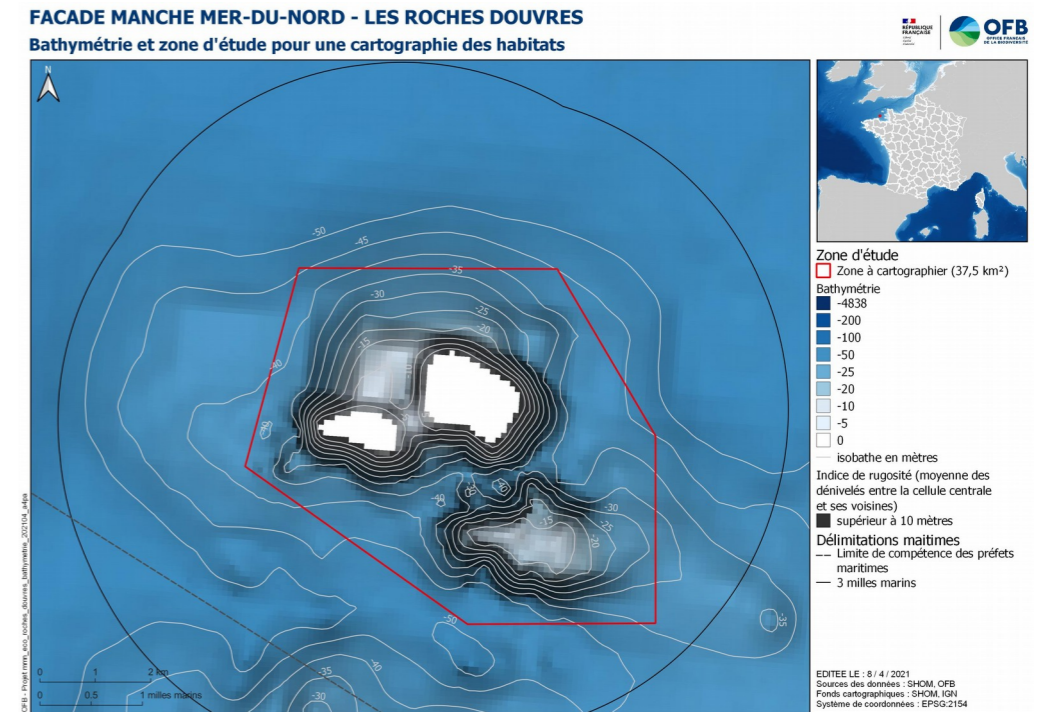 FACADE MANCHE MER-DU-NORD - LES ROCHES DOUVRES
Bathymétrie et zone d'étude pour une cartographie des habitats
RÉPUBLIQUE
FRANÇAISE
OFB
OFFICE FRANÇAIS
DE LA BIODIVERSITÉ
N
-50
-45
-35
-30
-25
-20
-15
-40
-40
-40
-30
-15
-25
-20
-50
-35
-40
-35
-30
0 1 2 km
0 0.5 1 milles marins
Zone d'étude
Zone à cartographier (37,5 km²)
Bathymétrie
-4838
-200
-100
-50
-25
-20
-10
-5
0
isobathe en mètres
Indice de rugosité (moyenne des
dénivelés entre la cellule centrale
et ses voisines)
supérieur à 10 mètres
Délimitations maitimes
Limite de compétence des préfets
maritimes
3 milles marins
EDITEE LE : 8 / 4 / 2021
Sources des données : SHOM, OFB
Fonds cartographiques : SHOM, IGN
Système de coordonnées : EPSG:2154